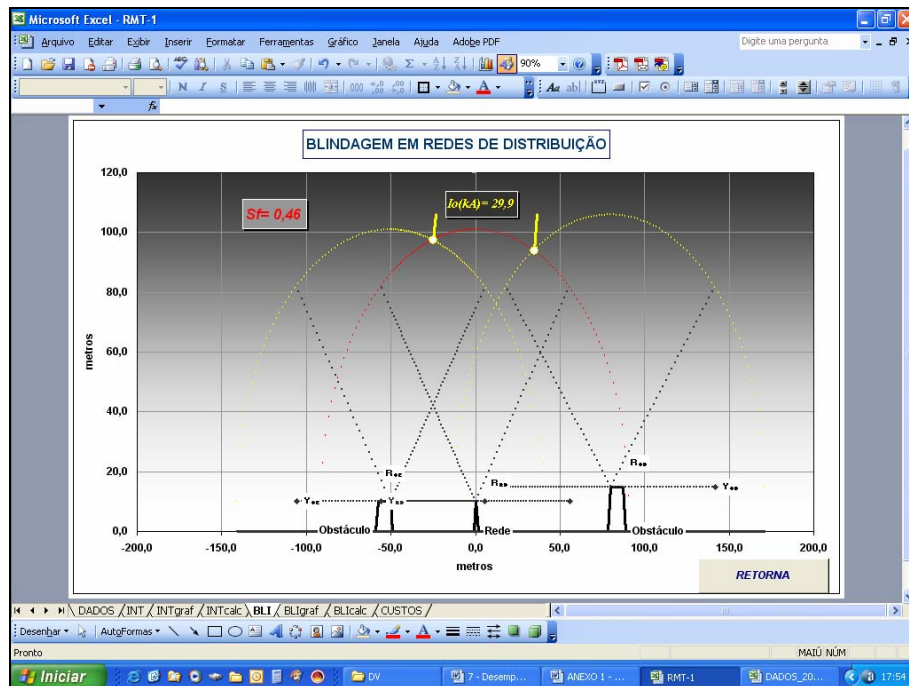 Microsoft Excel - RMT-1
Arquivo Editar Exibir Inserir Formatar Ferramentas Gráfico Janela Ajuda Adobe PDF Digite uma pergunta
90%
N I S
fx
BLINDAGEM EM REDES DE DISTRIBUIÇÃO
120,0
Sf= 0,46
Io(kA)= 29,9
100,0
80,0
60,0
metros
40,0
20,0
0,0
Obstáculo Rede Obstáculo
-200,0 -150,0 -100,0 -50,0 0,0 50,0 100,0 150,0 200,0
metros
RETORNA
DADOS INT INTgraf INTcalc BLI BLIgraf BLIcalc CUSTOS
Desenhar AutoFormas
Pronto MAIÚ NÚM
Iniciar DV 7 - Desemp... ANEXO 1 - ... RMT-1 DADOS_20... 17:54